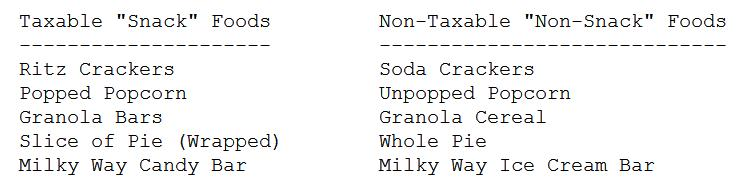 Taxable "Snack" Foods    Non-Taxable "Non-Snack" Foods
---------------------    -----------------------------
Ritz Crackers    Soda Crackers
Popped Popcorn    Unpopped Popcorn
Granola Bars    Granola Cereal
Slice of Pie (Wrapped)    Whole Pie
Milky Way Candy Bar    Milky Way Ice Cream Bar